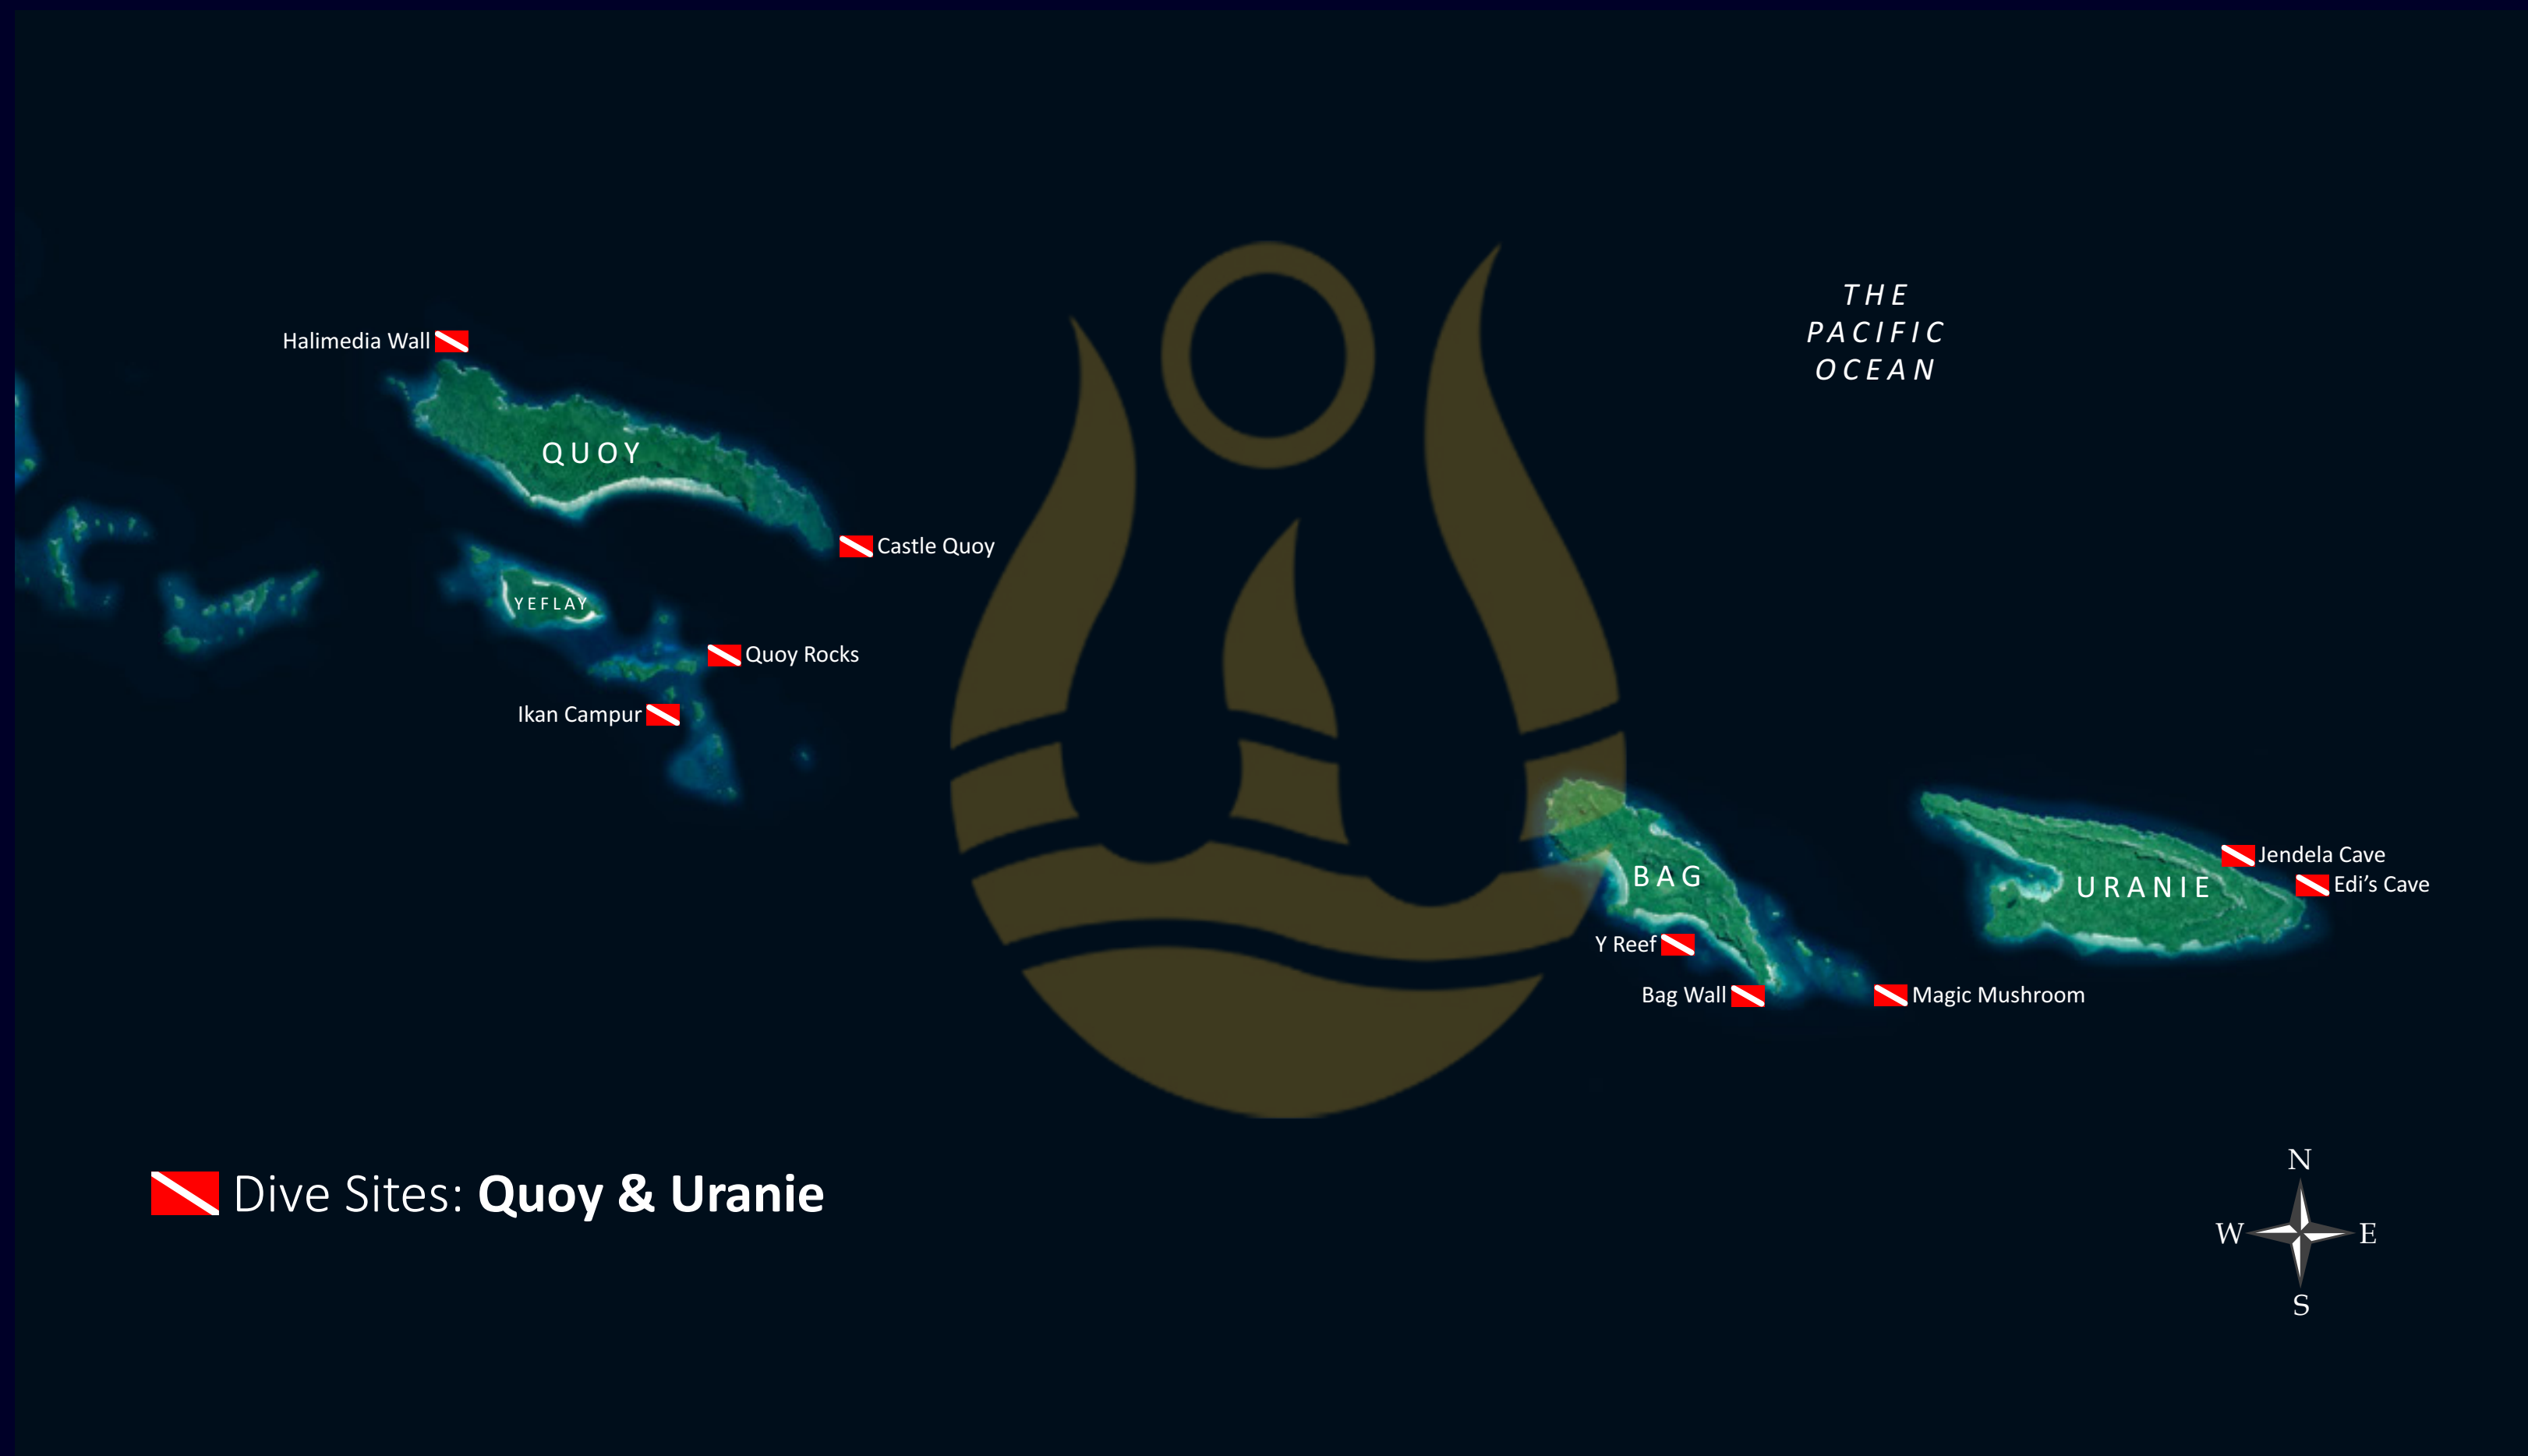 THE
PACIFIC
OCEAN
Halimedia Wall
QUOY
Castle Quoy
YEFLAY
Quoy Rocks
Ikan Campur
Jendela Cave
BAG
URANIE
Edi’s Cave
Y Reef
Bag Wall
Magic Mushroom
Dive Sites: Quoy & Uranie
N
W
E
S